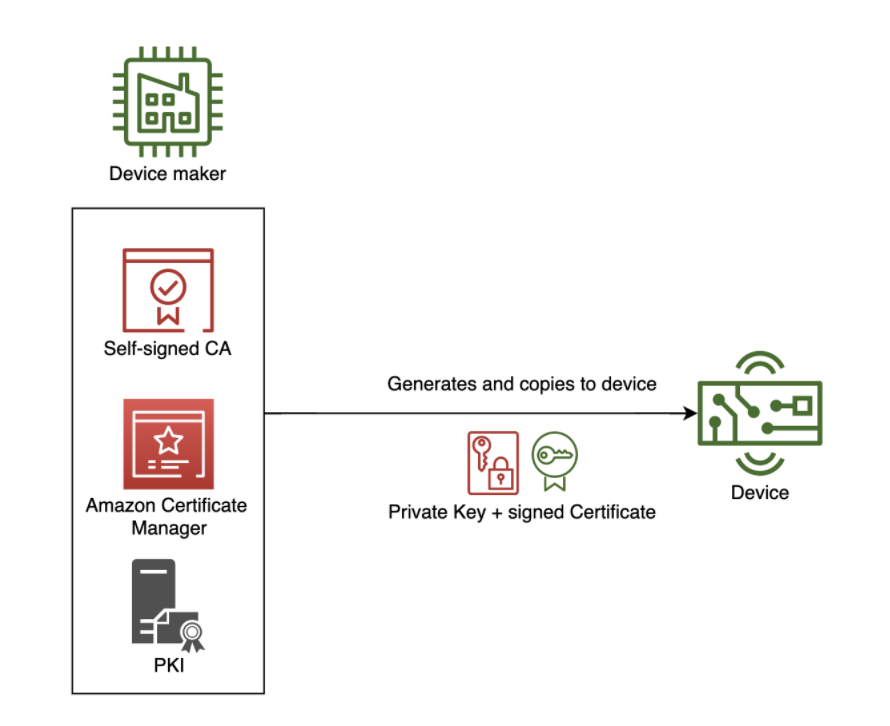 Device maker
Self-signed CA
Amazon Certificate
Manager
PKI
Generates and copies to device
Private Key + signed Certificate
Device